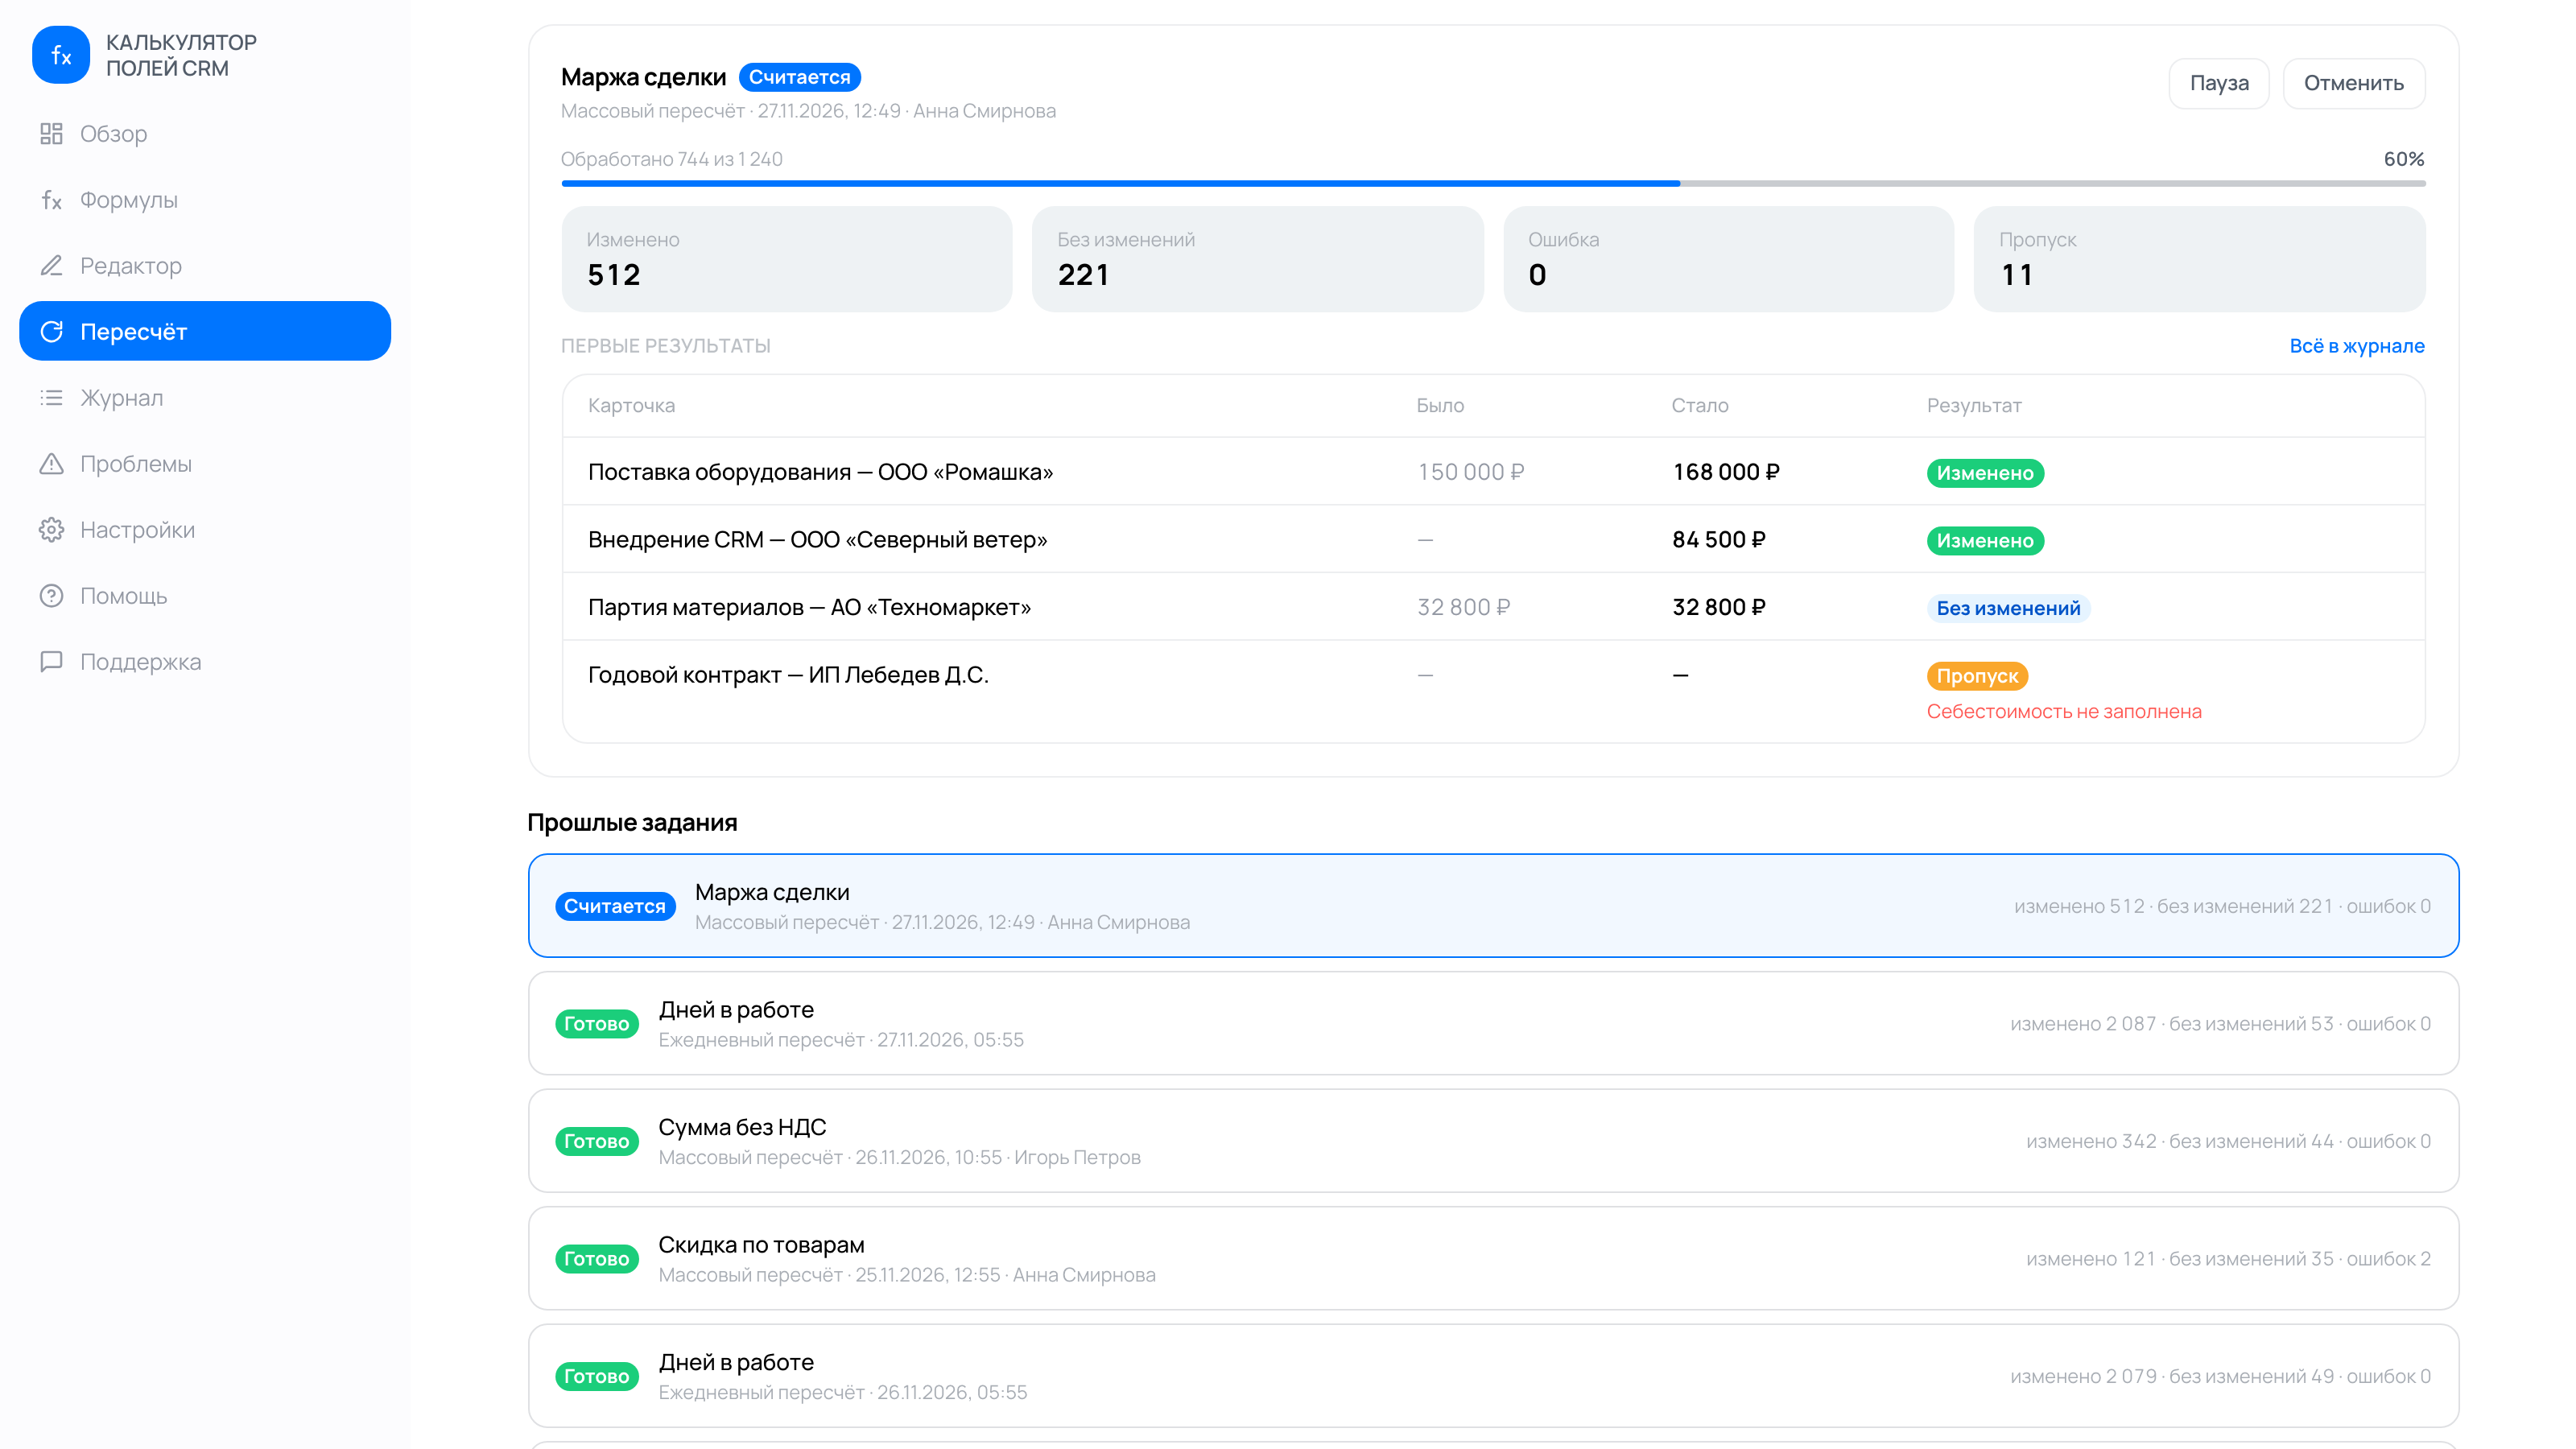 fx
КАЛЬКУЛЯТОР
ПОЛЕЙ CRM
Обзор
fx Формулы
Редактор
Пересчёт
Журнал
Проблемы
Настройки
Помощь
Поддержка
Маржа сделки Считается
Массовый пересчёт · 27.11.2026, 12:49 · Анна Смирнова
Пауза Отменить
Обработано 744 из 1 240 60%
Изменено Без изменений Ошибка Пропуск
512 221 0 11
ПЕРВЫЕ РЕЗУЛЬТАТЫ Всё в журнале
Карточка Было Стало Результат
Поставка оборудования — ООО «Ромашка» 150 000 ₽ 168 000 ₽ Изменено
Внедрение CRM — ООО «Северный ветер» — 84 500 ₽ Изменено
Партия материалов — АО «Техномаркет» 32 800 ₽ 32 800 ₽ Без изменений
Годовой контракт — ИП Лебедев Д.С. — — Пропуск
Себестоимость не заполнена
Прошлые задания
Считается Маржа сделки
Массовый пересчёт · 27.11.2026, 12:49 · Анна Смирнова
изменено 512 · без изменений 221 · ошибок 0
Готово Дней в работе
Ежедневный пересчёт · 27.11.2026, 05:55
изменено 2 087 · без изменений 53 · ошибок 0
Готово Сумма без НДС
Массовый пересчёт · 26.11.2026, 10:55 · Игорь Петров
изменено 342 · без изменений 44 · ошибок 0
Готово Скидка по товарам
Массовый пересчёт · 25.11.2026, 12:55 · Анна Смирнова
изменено 121 · без изменений 35 · ошибок 2
Готово Дней в работе
Ежедневный пересчёт · 26.11.2026, 05:55
изменено 2 079 · без изменений 49 · ошибок 0